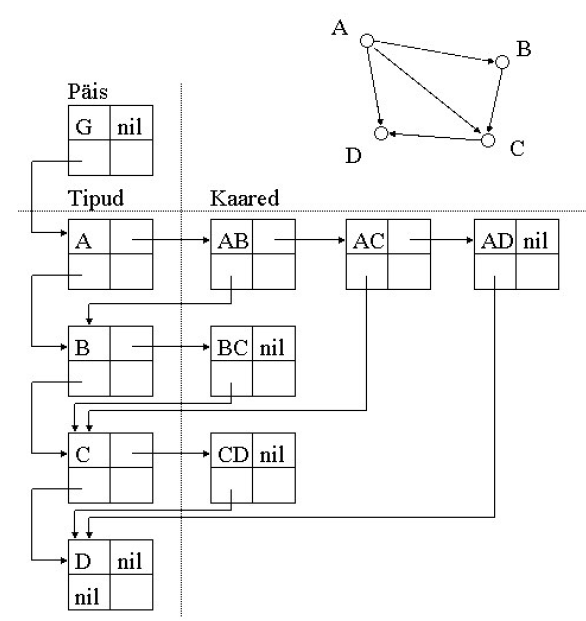 A
B
D
C
Päis
G nil
Tipud Kaared
A AB AC AD nil
B BC nil
C CD nil
D nil
nil